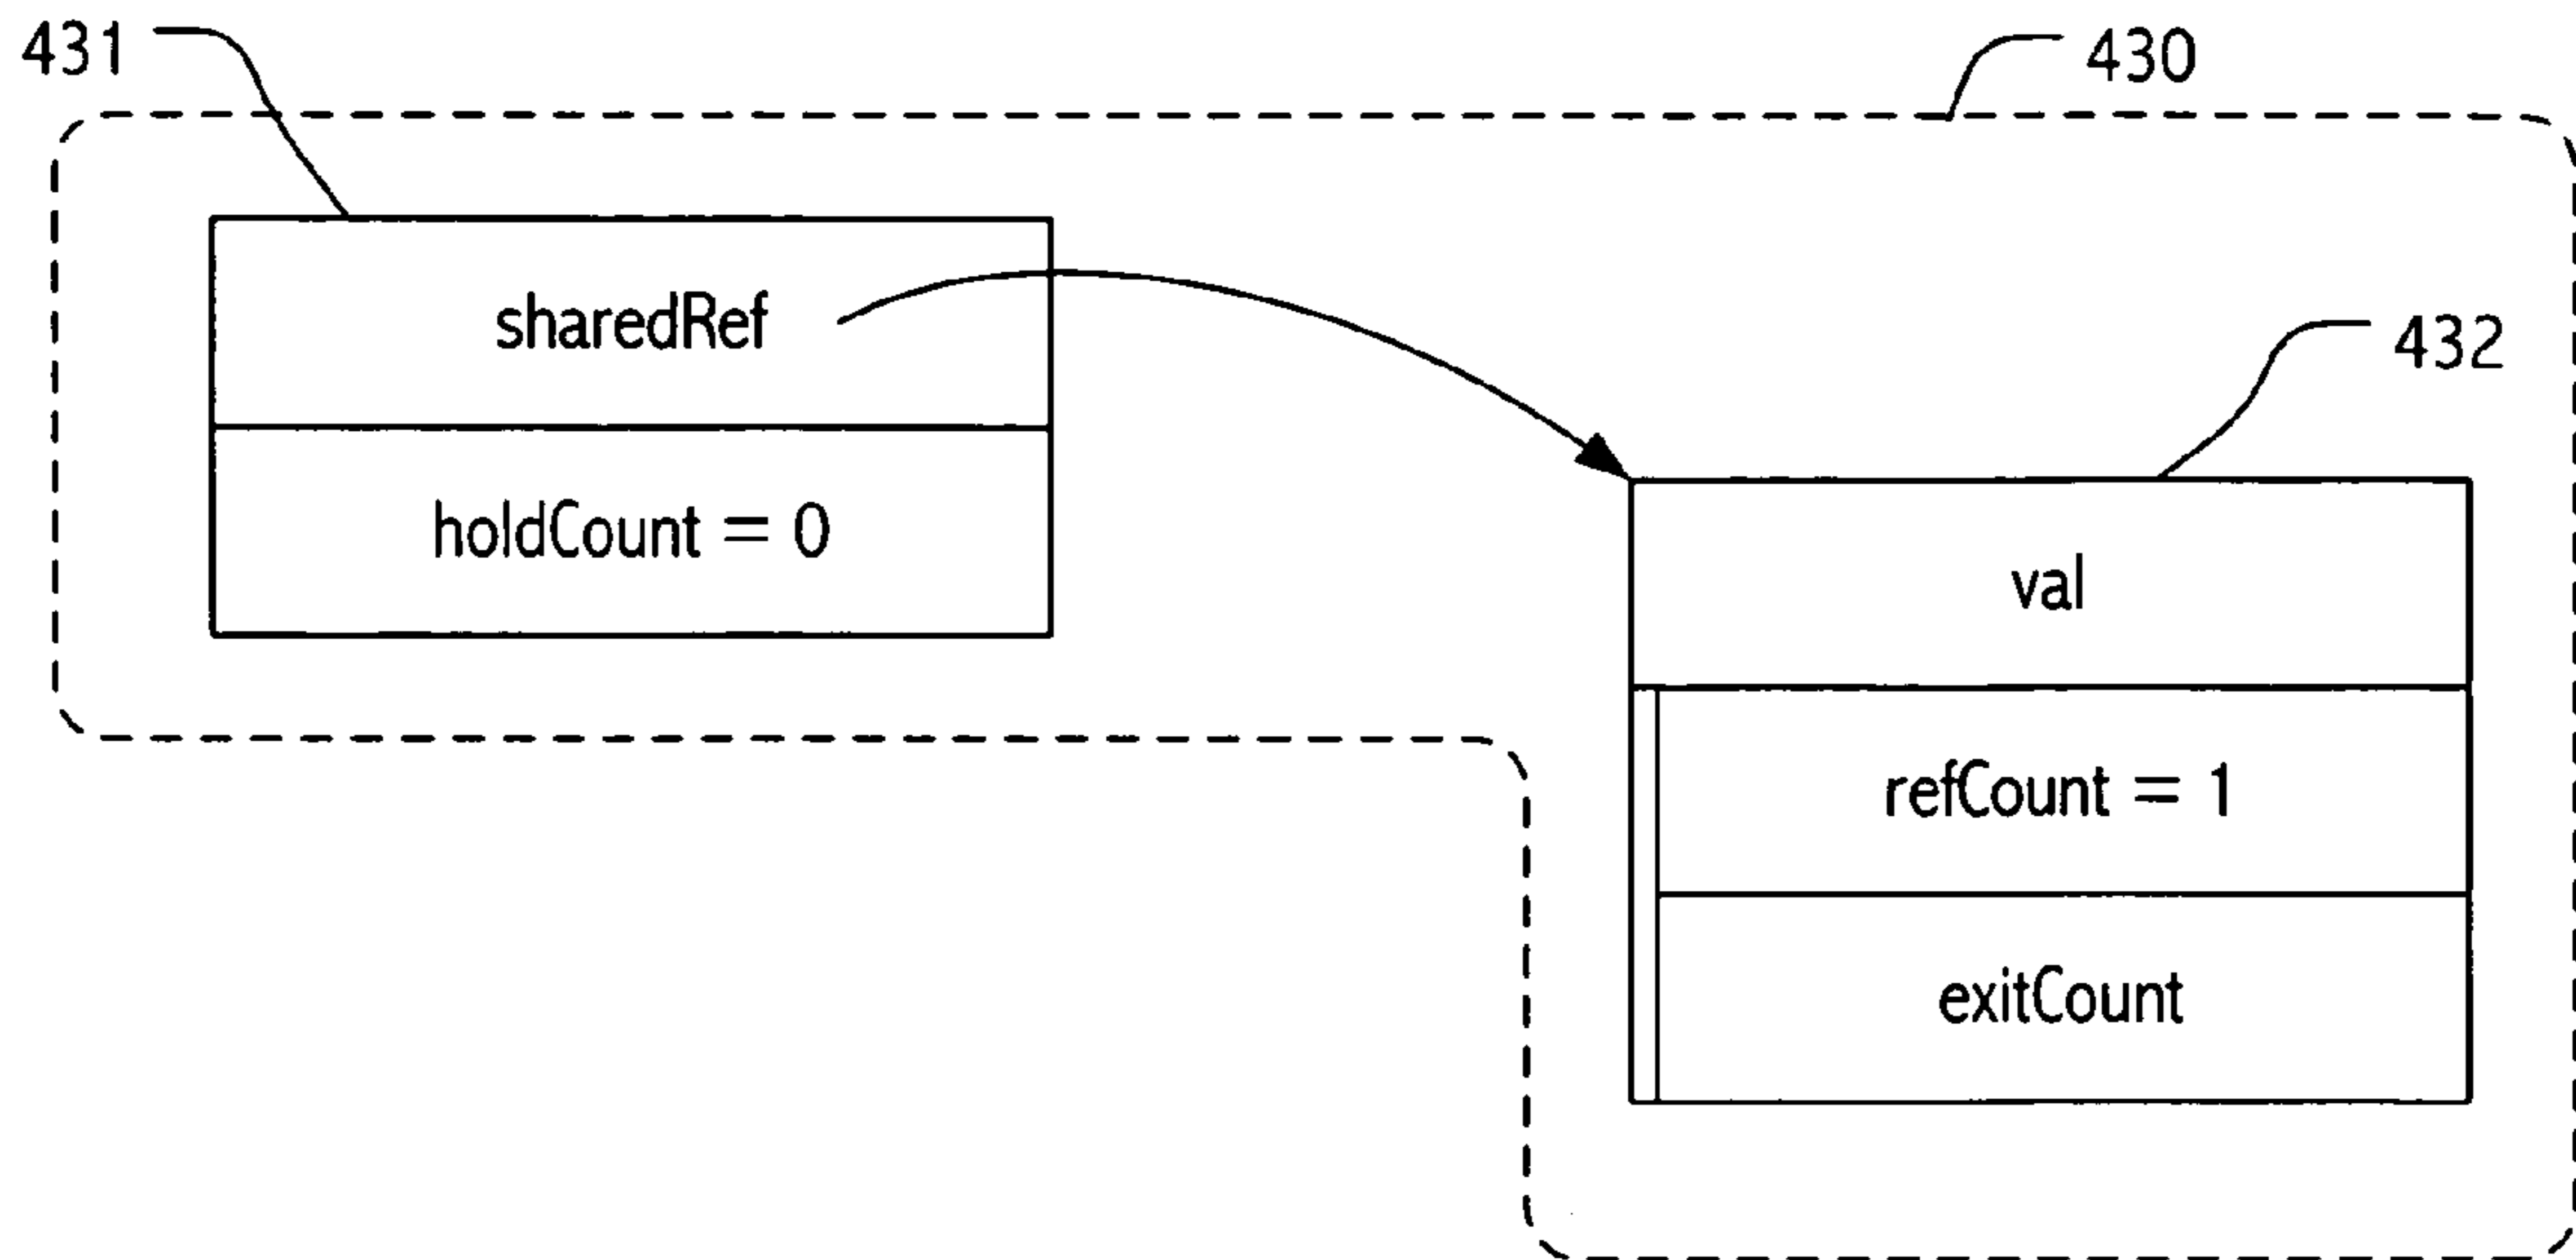 431
430
sharedRef
432
holdCount = 0
val
refCount = 1
exitCount